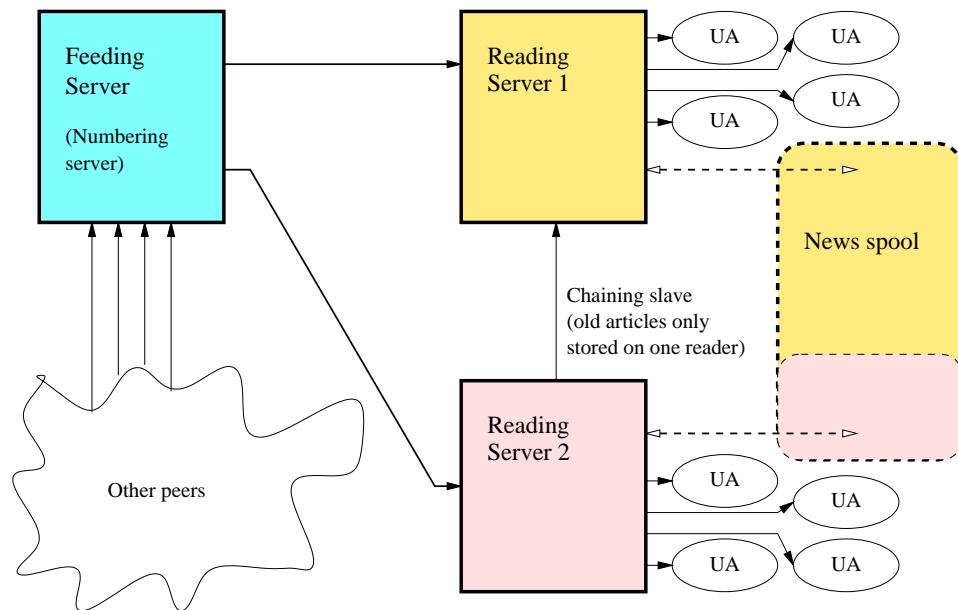 Feeding
Server
(Numbering
server)
Reading
Server 1
UA
UA
UA
UA
News spool
Chaining slave
(old articles only
stored on one reader)
Other peers
Reading
Server 2
UA
UA
UA
UA